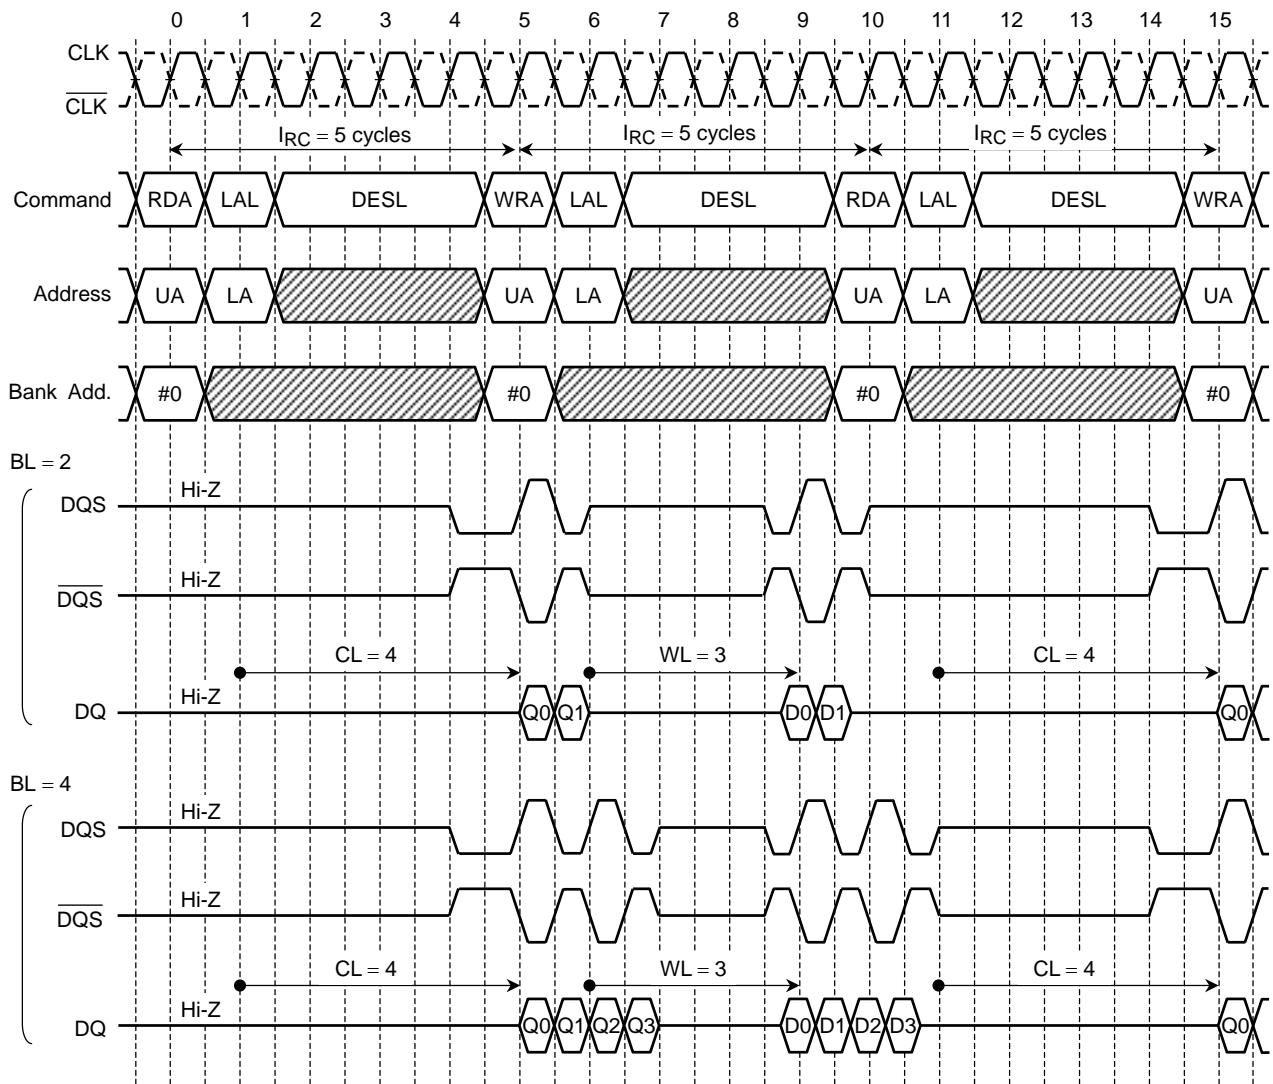 0 1 2 3 4 5 6 7 8 9 10 11 12 13 14 15
CLK
CLK
IRC = 5 cycles IRC = 5 cycles IRC = 5 cycles
Command RDA LAL DESL WRA LAL DESL RDA LAL DESL WRA
Address UA LA UA LA UA LA UA
Bank Add. #0 #0 #0 #0
BL = 2
Hi-Z
DQS
Hi-Z
DQS
CL = 4 WL = 3 CL = 4
Hi-Z
DQ Q0 Q1 D0 D1 Q0
BL = 4
Hi-Z
DQS
Hi-Z
DQS
CL = 4 WL = 3 CL = 4
Hi-Z
DQ Q0 Q1 Q2 Q3 D0 D1 D2 D3 Q0